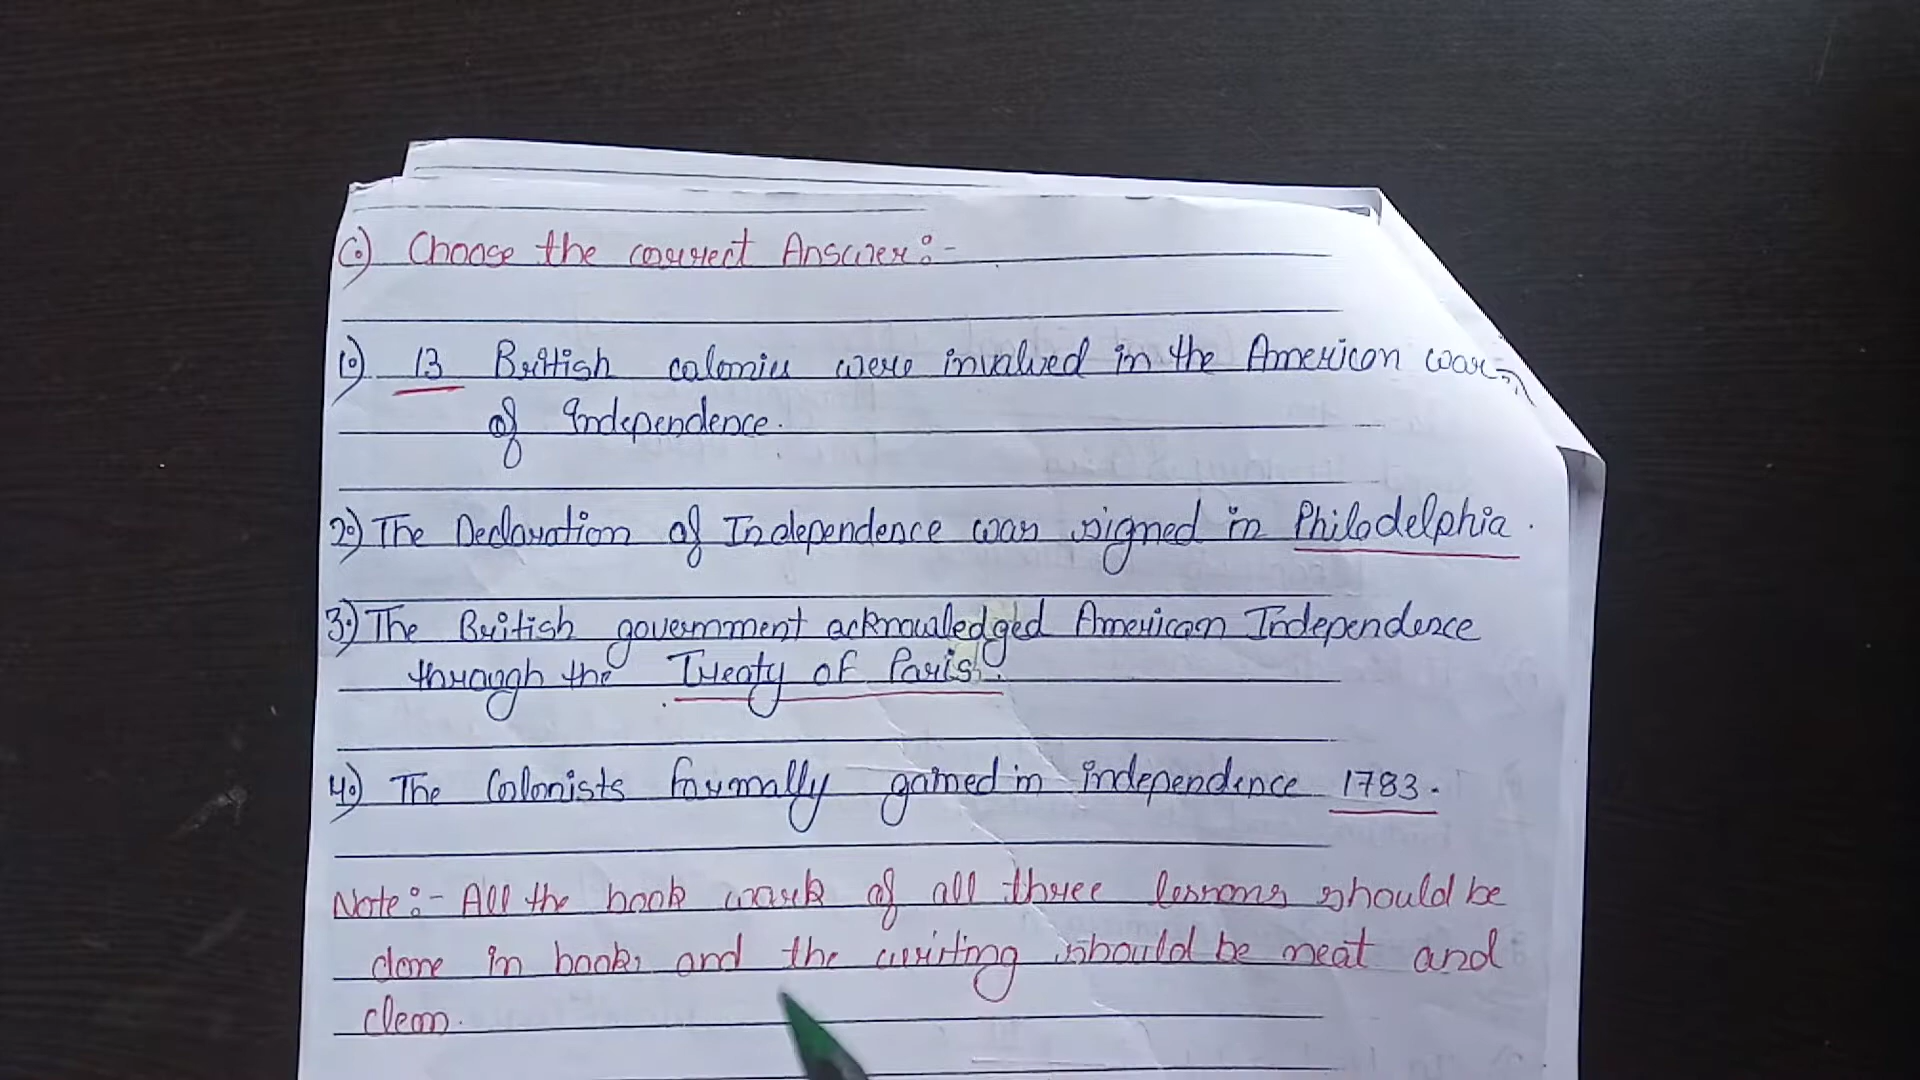 C.) Choose the correct Answer:-
1.) 13 British colonies were involved in the American war
of Independence.
2.) The Declaration of Independence was signed in Philadelphia.
3.) The British government acknowledged American Independence
through the Treaty of Paris.
4.) The Colonists formally gained in independence 1783.
Note:- All the book work of all three lessons should be
done in books and the writing should be neat and
clean.